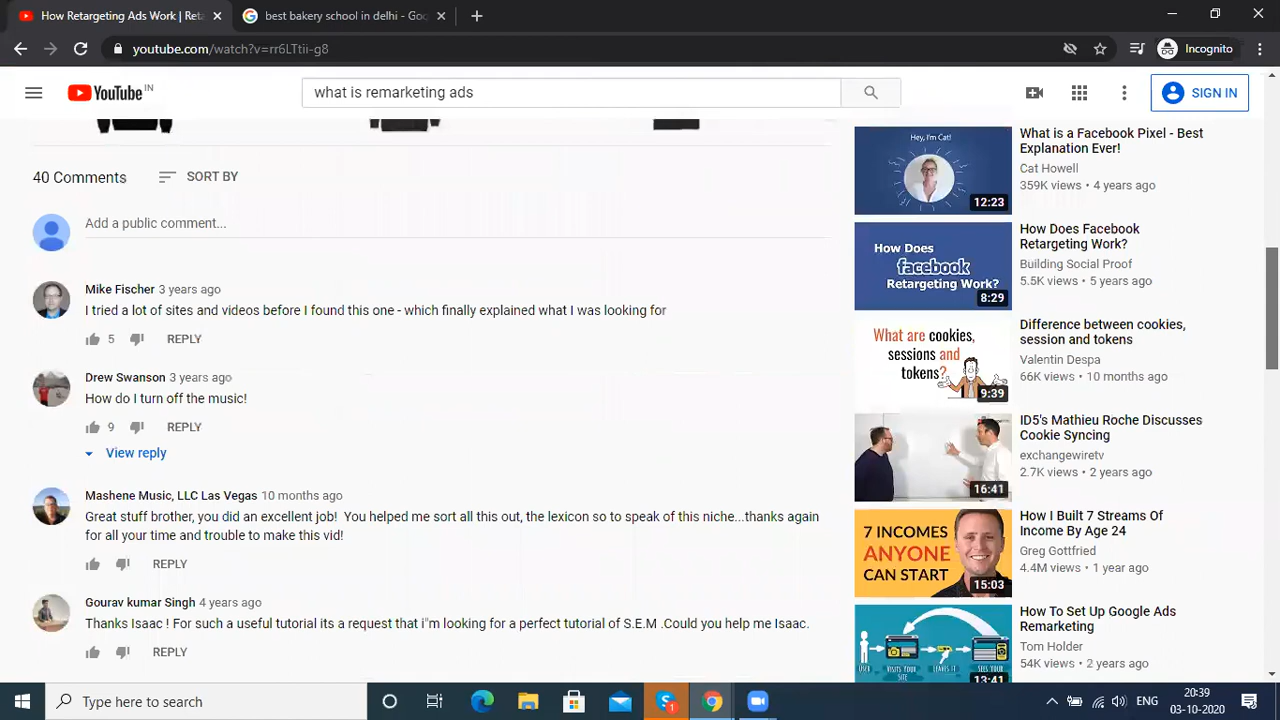 How Retargeting Ads Work | Reta
best bakery school in delhi - Goo
youtube.com/watch?v=rr6LTtii-g8
Incognito
YouTube IN
what is remarketing ads
SIGN IN
40 Comments
SORT BY
Add a public comment...
Mike Fischer 3 years ago
I tried a lot of sites and videos before I found this one - which finally explained what I was looking for
5 REPLY
Drew Swanson 3 years ago
How do I turn off the music!
9 REPLY
View reply
Mashene Music, LLC Las Vegas 10 months ago
Great stuff brother, you did an excellent job! You helped me sort all this out, the lexicon so to speak of this niche...thanks again
for all your time and trouble to make this vid!
REPLY
Gourav kumar Singh 4 years ago
Thanks Isaac ! For such a useful tutorial its a request that i'm looking for a perfect tutorial of S.E.M .Could you help me Isaac.
REPLY
Hey, I'm Cat!
12:23
What is a Facebook Pixel - Best
Explanation Ever!
Cat Howell
359K views • 4 years ago
How Does
facebook
Retargeting Work?
8:29
How Does Facebook
Retargeting Work?
Building Social Proof
5.5K views • 5 years ago
What are cookies,
sessions and
tokens?
9:39
Difference between cookies,
session and tokens
Valentin Despa
66K views • 10 months ago
16:41
ID5's Mathieu Roche Discusses
Cookie Syncing
exchangewiretv
2.7K views • 2 years ago
7 INCOMES
ANYONE
CAN START
15:03
How I Built 7 Streams Of
Income By Age 24
Greg Gottfried
4.4M views • 1 year ago
USER
VISITS YOUR
SITE
LEAVES IT
SEES YOUR
13:41
How To Set Up Google Ads
Remarketing
Tom Holder
54K views • 2 years ago
Type here to search
1
ENG
20:39
03-10-2020